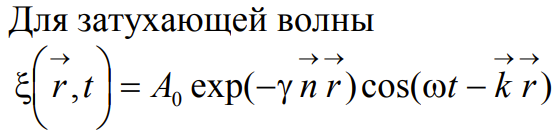 Для затухающей волны
ξ(r⃗, t) = A₀ exp(−γ n⃗ r⃗) cos(ωt − k⃗ r⃗)